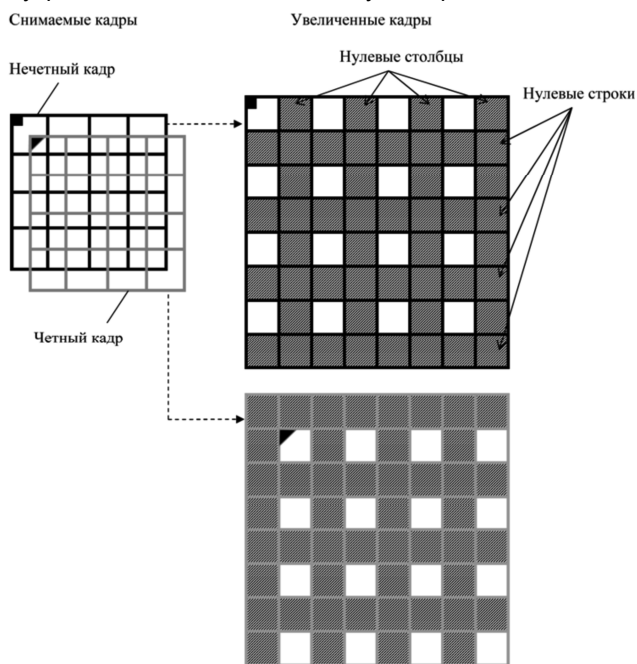 Снимаемые кадры
Увеличенные кадры
Нечетный кадр
Нулевые столбцы
Нулевые строки
Четный кадр